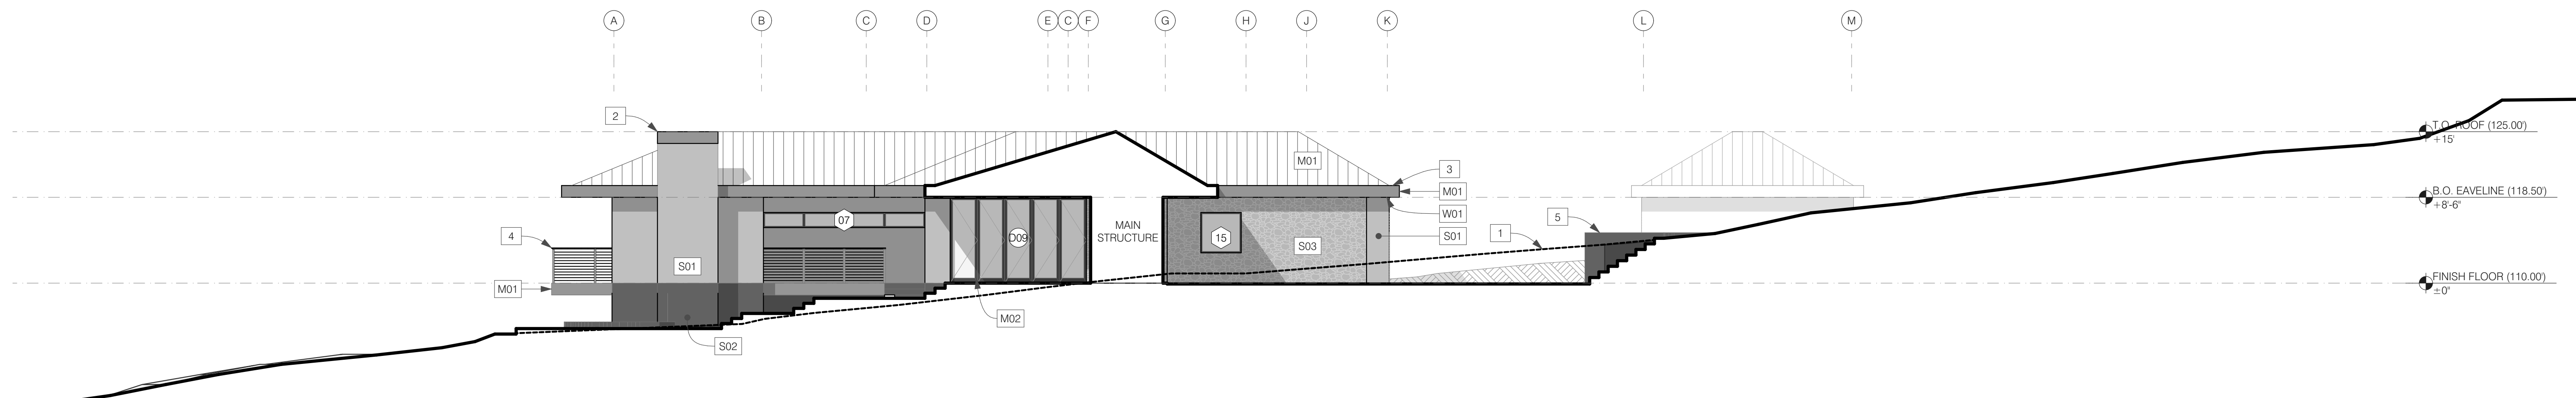 A B C D E C F G H J K L M
2
T.O. ROOF (125.00')
+15'
M01
3
M01
B.O. EAVELINE (118.50')
+8'-6"
W01
07
5
4
MAIN
STRUCTURE
D09
15
S01
1
S03
S01
FINISH FLOOR (110.00')
±0"
M01
M02
S02